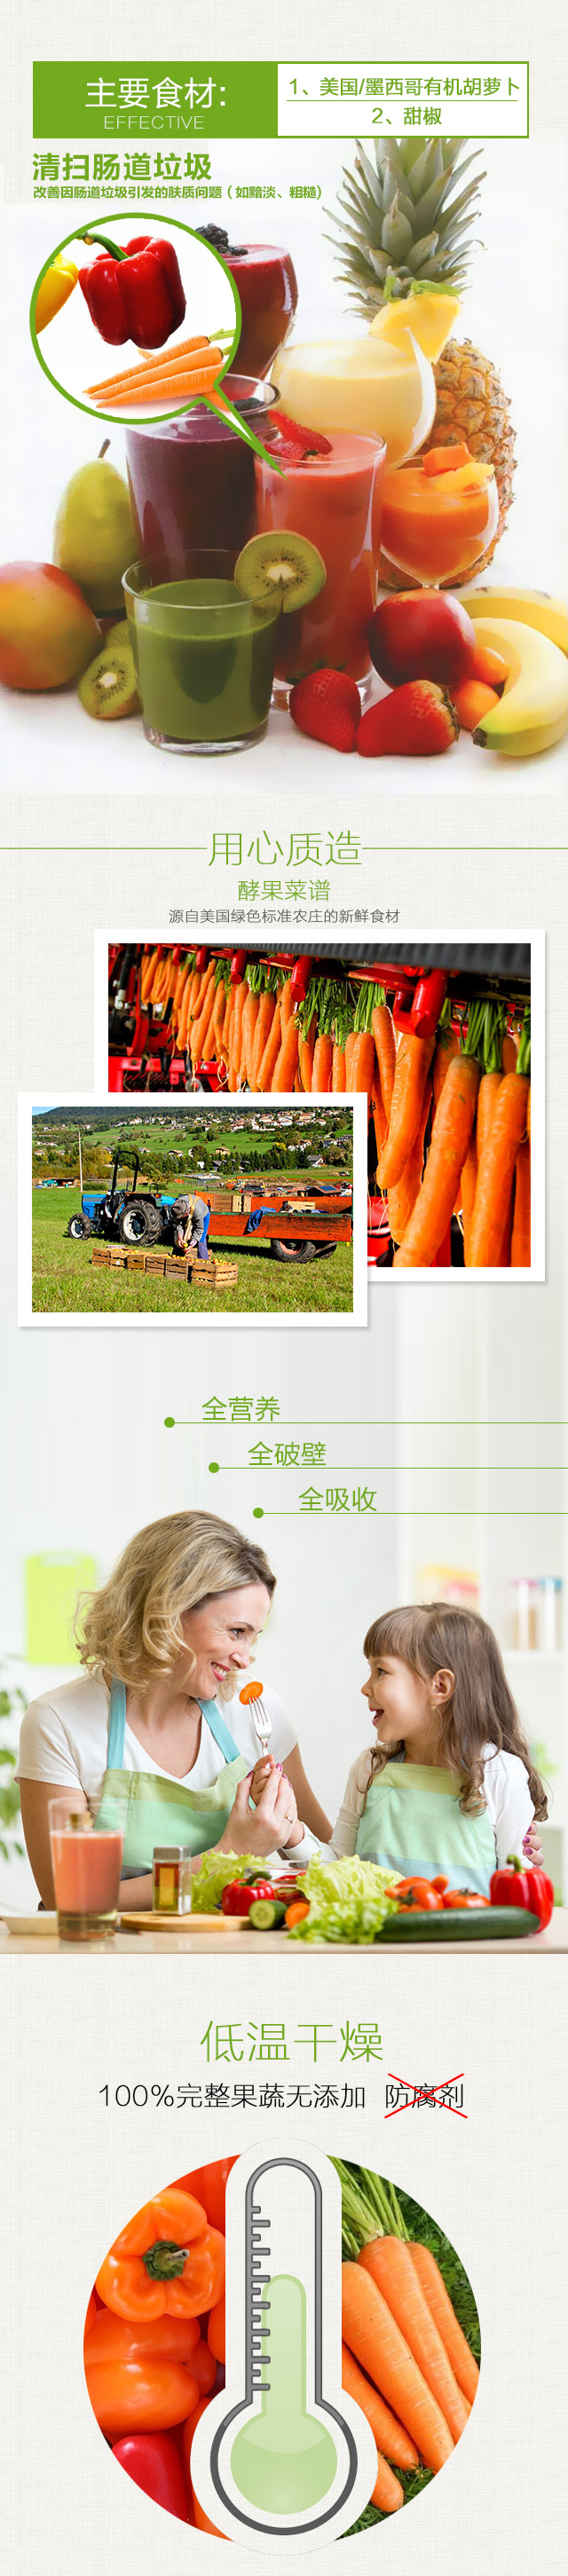 主要食材:
EFFECTIVE
1、美国/墨西哥有机胡萝卜
2、甜椒
清扫肠道垃圾
改善因肠道垃圾引发的肤质问题（如黯淡、粗糙）
用心质造
酵果菜谱
源自美国绿色标准农庄的新鲜食材
全营养
全破壁
全吸收
低温干燥
100%完整果蔬无添加 防腐剂